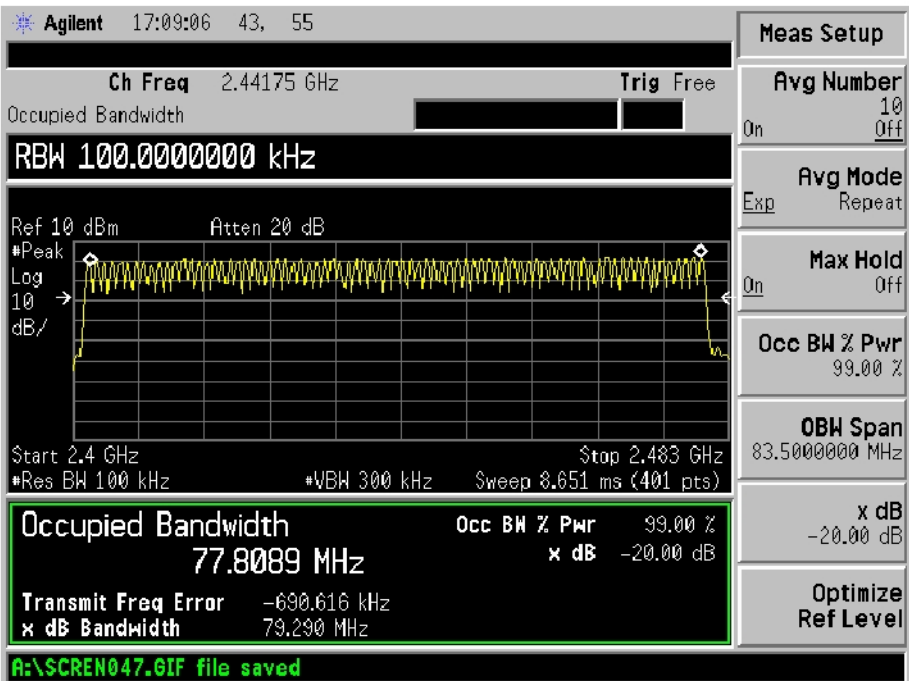 Agilent 17:09:06 43, 55
Ch Freq 2.44175 GHz Trig Free
Occupied Bandwidth
RBW 100.0000000 kHz
Ref 10 dBm Atten 20 dB
#Peak
Log
10
dB/
Start 2.4 GHz Stop 2.483 GHz
#Res BW 100 kHz #VBW 300 kHz Sweep 8.651 ms (401 pts)
Occupied Bandwidth
77.8089 MHz
Occ BW % Pwr 99.00 %
x dB -20.00 dB
Transmit Freq Error -690.616 kHz
x dB Bandwidth 79.290 MHz
A:\SCREN047.GIF file saved
Meas Setup
Avg Number
10
On Off
Avg Mode
Exp Repeat
Max Hold
On Off
Occ BW % Pwr
99.00 %
OBW Span
83.5000000 MHz
x dB
-20.00 dB
Optimize
Ref Level